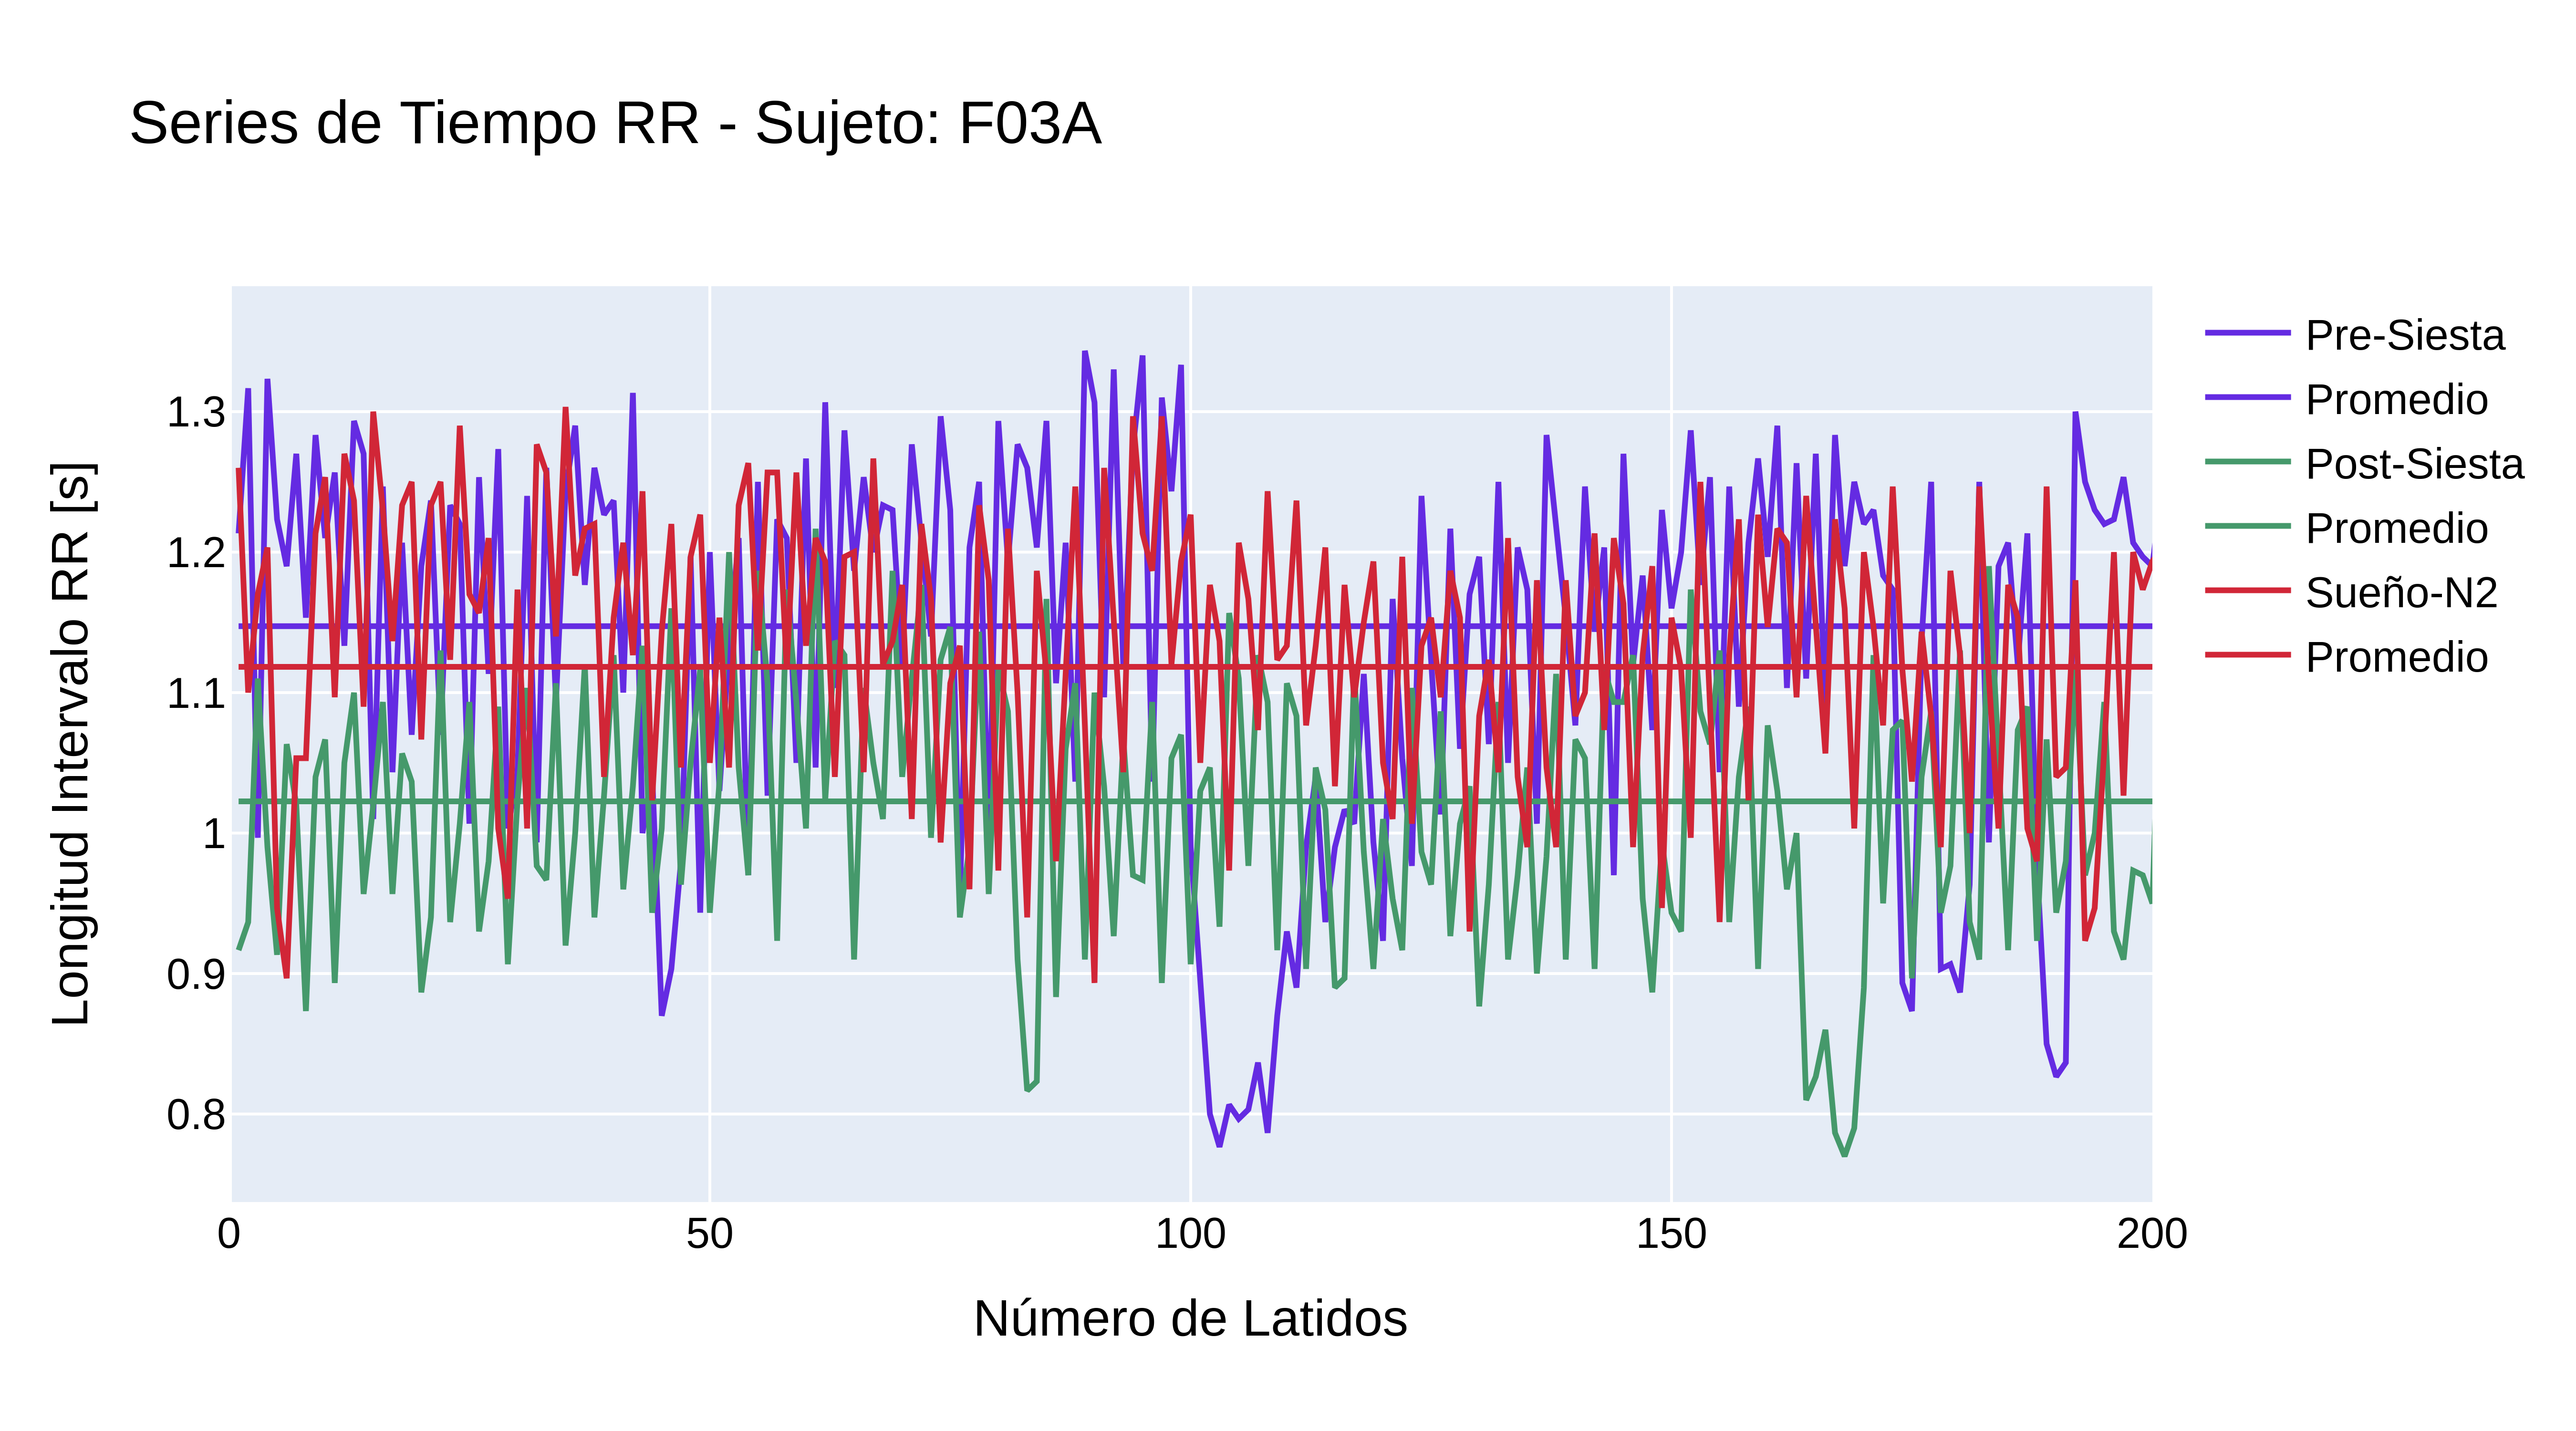 Series de Tiempo RR - Sujeto: F03A
Longitud Intervalo RR [s]
1.3
1.2
1.1
1
0.9
0.8
0
50
100
150
200
Número de Latidos
Pre-Siesta
Promedio
Post-Siesta
Promedio
Sueño-N2
Promedio